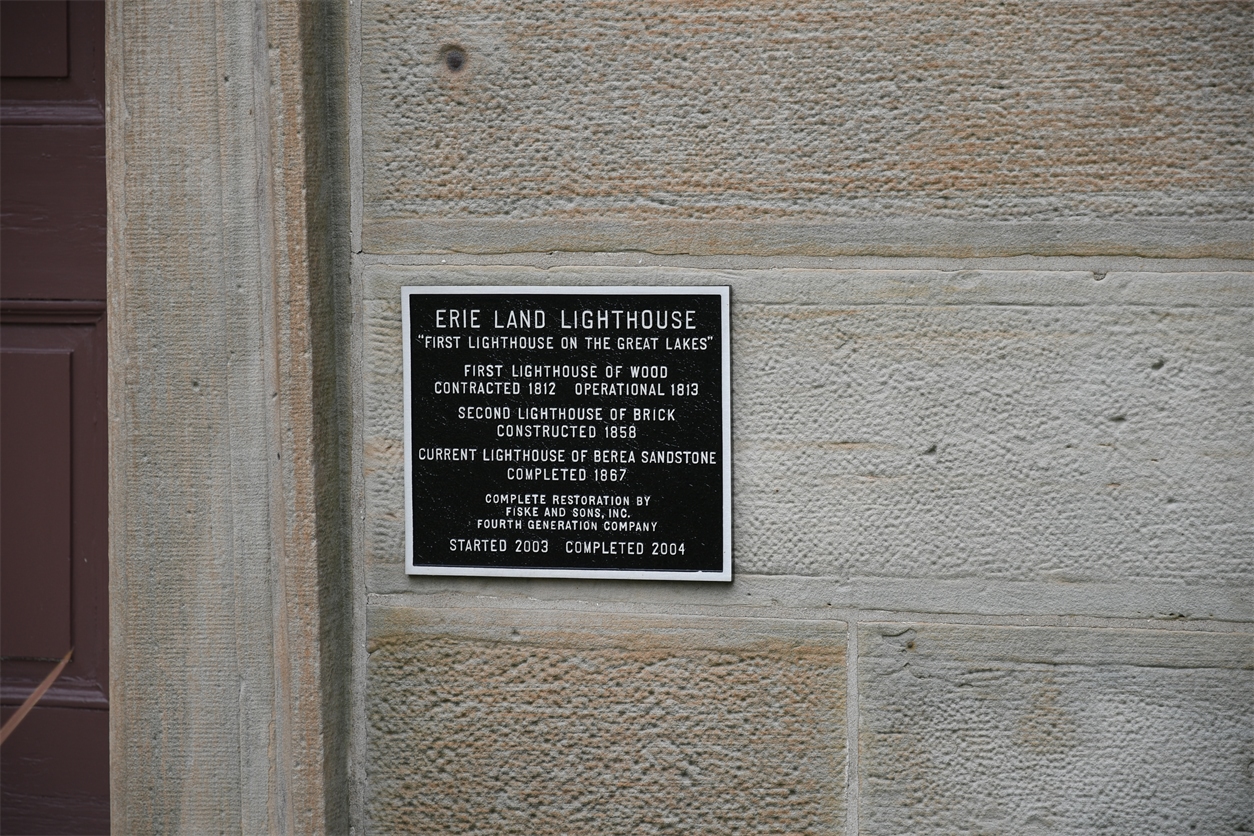 ERIE LAND LIGHTHOUSE
"FIRST LIGHTHOUSE ON THE GREAT LAKES"
FIRST LIGHTHOUSE OF WOOD
CONTRACTED 1812 OPERATIONAL 1813
SECOND LIGHTHOUSE OF BRICK
CONSTRUCTED 1858
CURRENT LIGHTHOUSE OF BEREA SANDSTONE
COMPLETED 1867
COMPLETE RESTORATION BY
FISKE AND SONS, INC.
FOURTH GENERATION COMPANY
STARTED 2003 COMPLETED 2004